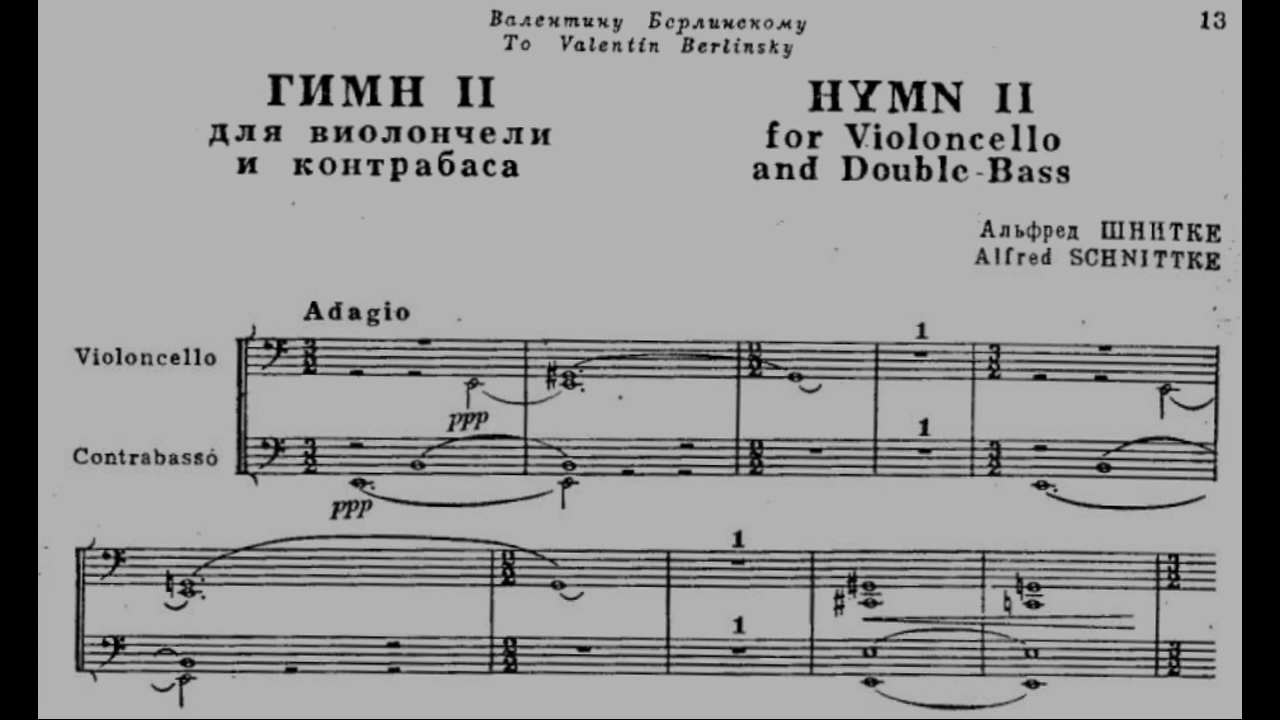 Валентину Берлинскому
13
To Valentin Berlinsky
ГИМН II
для виолончели
и контрабаса
HYMN II
for Violoncello
and Double-Bass
Альфред ШНИТКЕ
Alfred SCHNITTKE
Adagio
Violoncello
1
ppp
Contrabasso
1
ppp
1
1